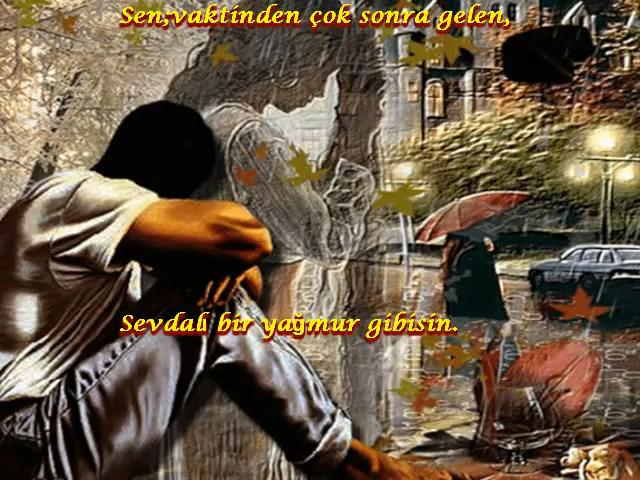 Sen;vaktinden çok sonra gelen,
Sevdalı bir yağmur gibisin.